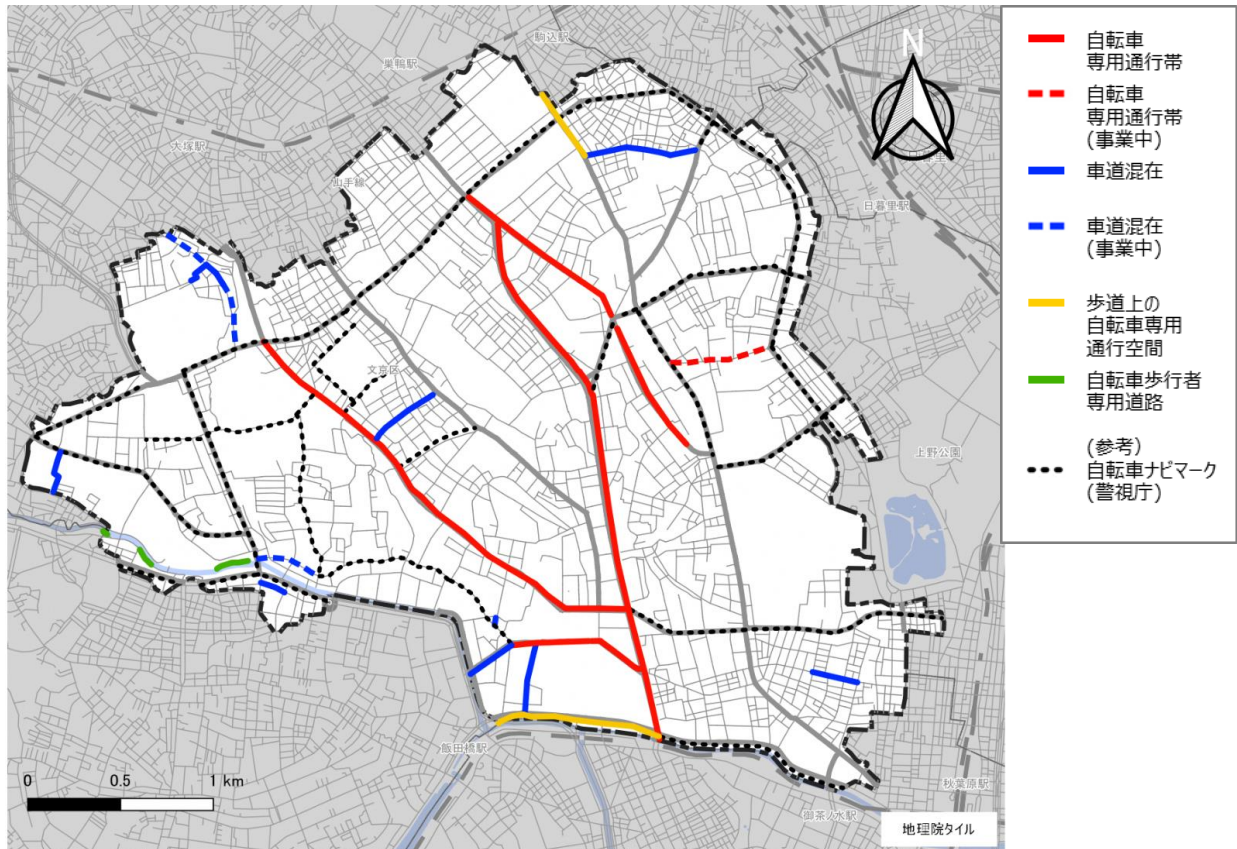 駒込駅
巣鴨駅
大塚駅
山手線
日暮里駅
文京区
上野公園
飯田橋駅
秋葉原駅
御茶ノ水駅
N
0 0.5 1 km
地理院タイル
自転車
専用通行帯
自転車
専用通行帯
(事業中)
車道混在
車道混在
(事業中)
歩道上の
自転車専用
通行空間
自転車歩行者
専用道路
(参考)
自転車ナビマーク
(警視庁)